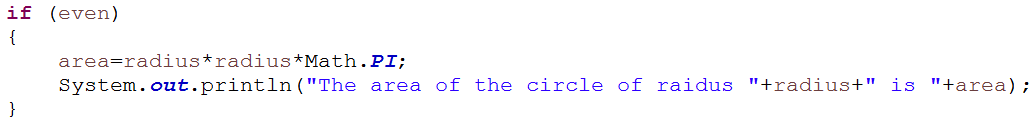 if (even)
{
    area=radius*radius*Math.PI;
    System.out.println("The area of the circle of raidus "+radius+" is "+area);
}